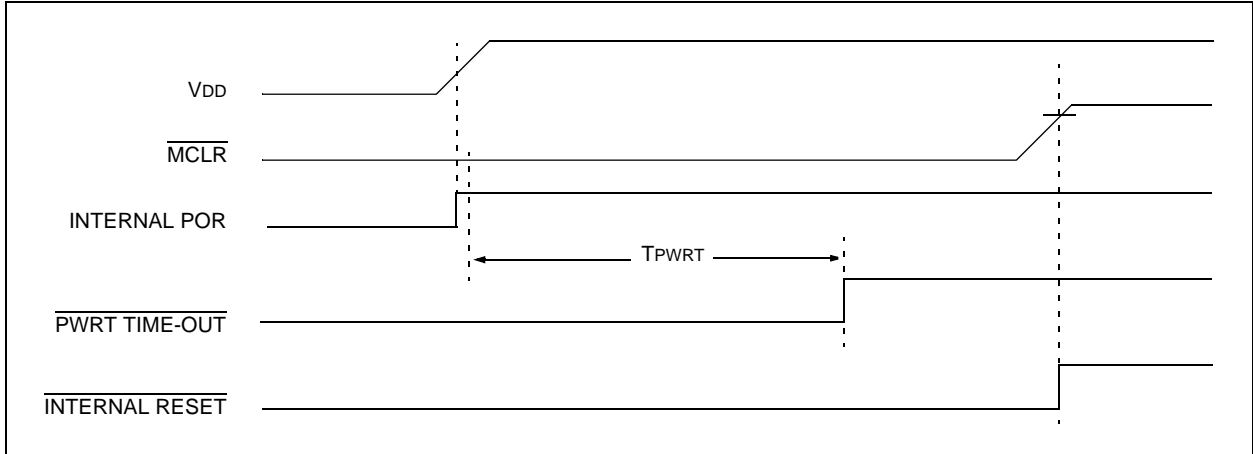 VDD
MCLR
INTERNAL POR
TPWRT
PWRT TIME-OUT
INTERNAL RESET